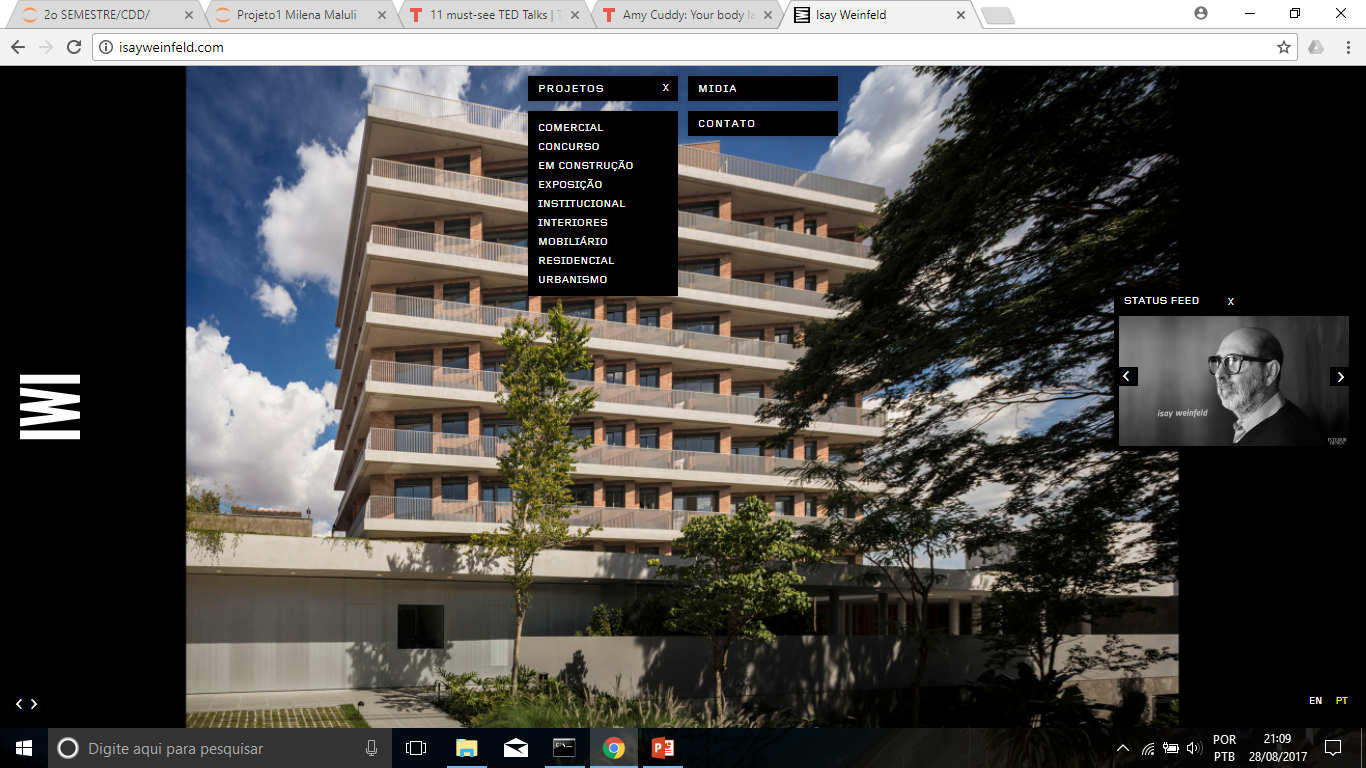 2o SEMESTRE/CDD/
Projeto1 Milena Maluli
11 must-see TED Talks | T
Amy Cuddy: Your body la
Isay Weinfeld
isayweinfeld.com
PROJETOS X
MIDIA
CONTATO
COMERCIAL
CONCURSO
EM CONSTRUÇÃO
EXPOSIÇÃO
INSTITUCIONAL
INTERIORES
MOBILIÁRIO
RESIDENCIAL
URBANISMO
STATUS FEED X
isay weinfeld
IW
EN PT
Digite aqui para pesquisar
POR
PTB
21:09
28/08/2017